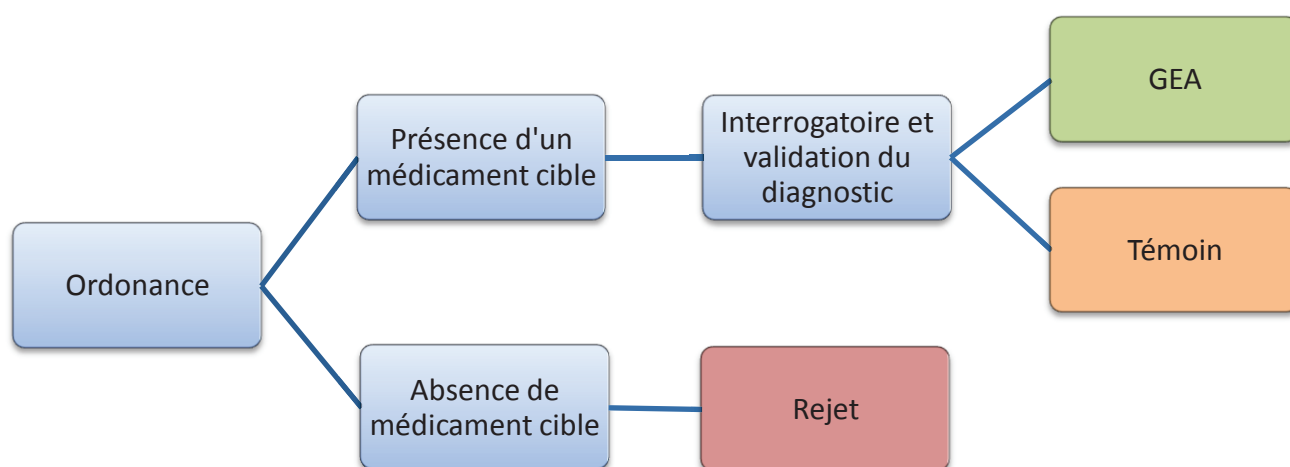 Ordonance
Présence d'un
médicament cible
Interrogatoire et
validation du
diagnostic
GEA
Témoin
Absence de
médicament cible
Rejet